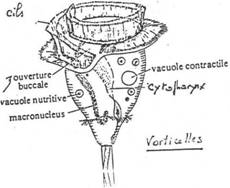 cils
ouverture
buccale
vacuole contractile
cytopharynx
vacuole nutritive
macronucleus
Vorticelles